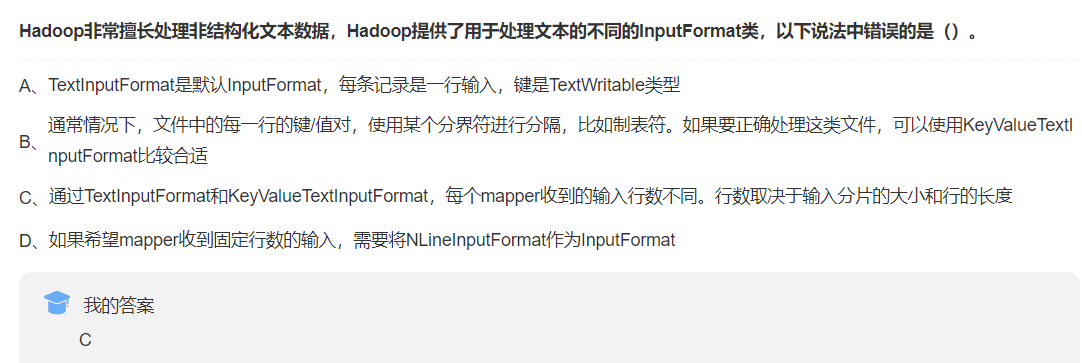 Hadoop非常擅长处理非结构化文本数据，Hadoop提供了用于处理文本的不同的InputFormat类，以下说法中错误的是（）。
A、TextInputFormat是默认InputFormat，每条记录是一行输入，键是TextWritable类型
B、通常情况下，文件中的每一行的键/值对，使用某个分界符进行分隔，比如制表符。如果要正确处理这类文件，可以使用KeyValueTextI
nputFormat比较合适
C、通过TextInputFormat和KeyValueTextInputFormat，每个mapper收到的输入行数不同。行数取决于输入分片的大小和行的长度
D、如果希望mapper收到固定行数的输入，需要将NLineInputFormat作为InputFormat
我的答案
C